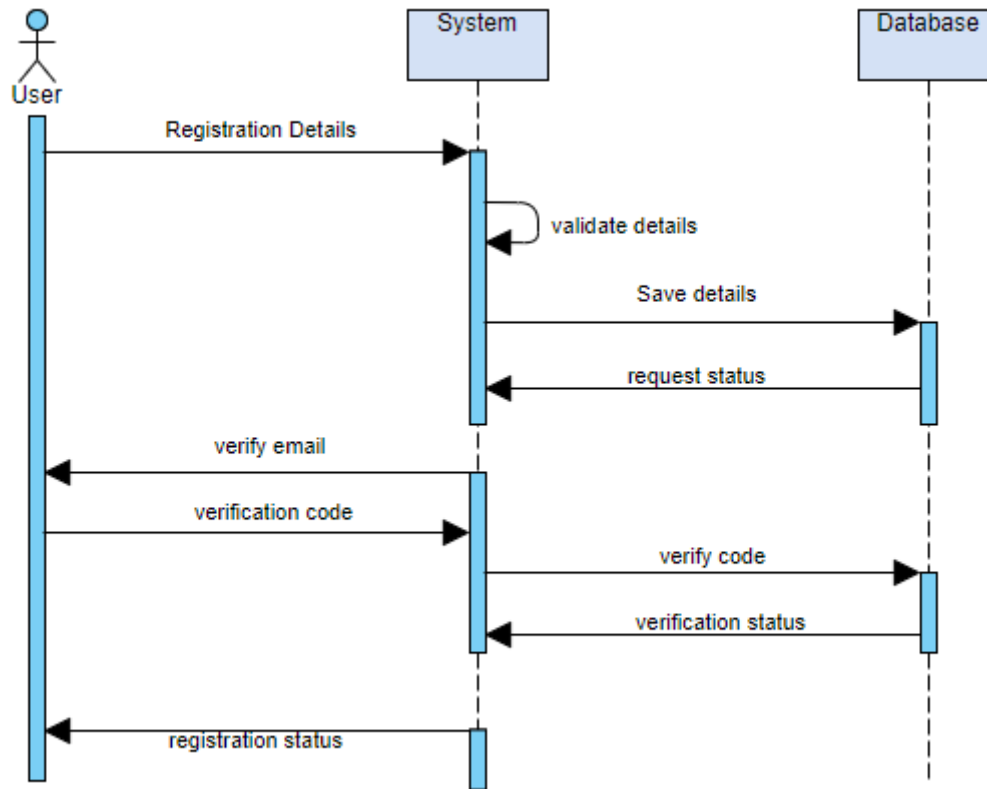 System
Database
User
Registration Details
validate details
Save details
request status
verify email
verification code
verify code
verification status
registration status